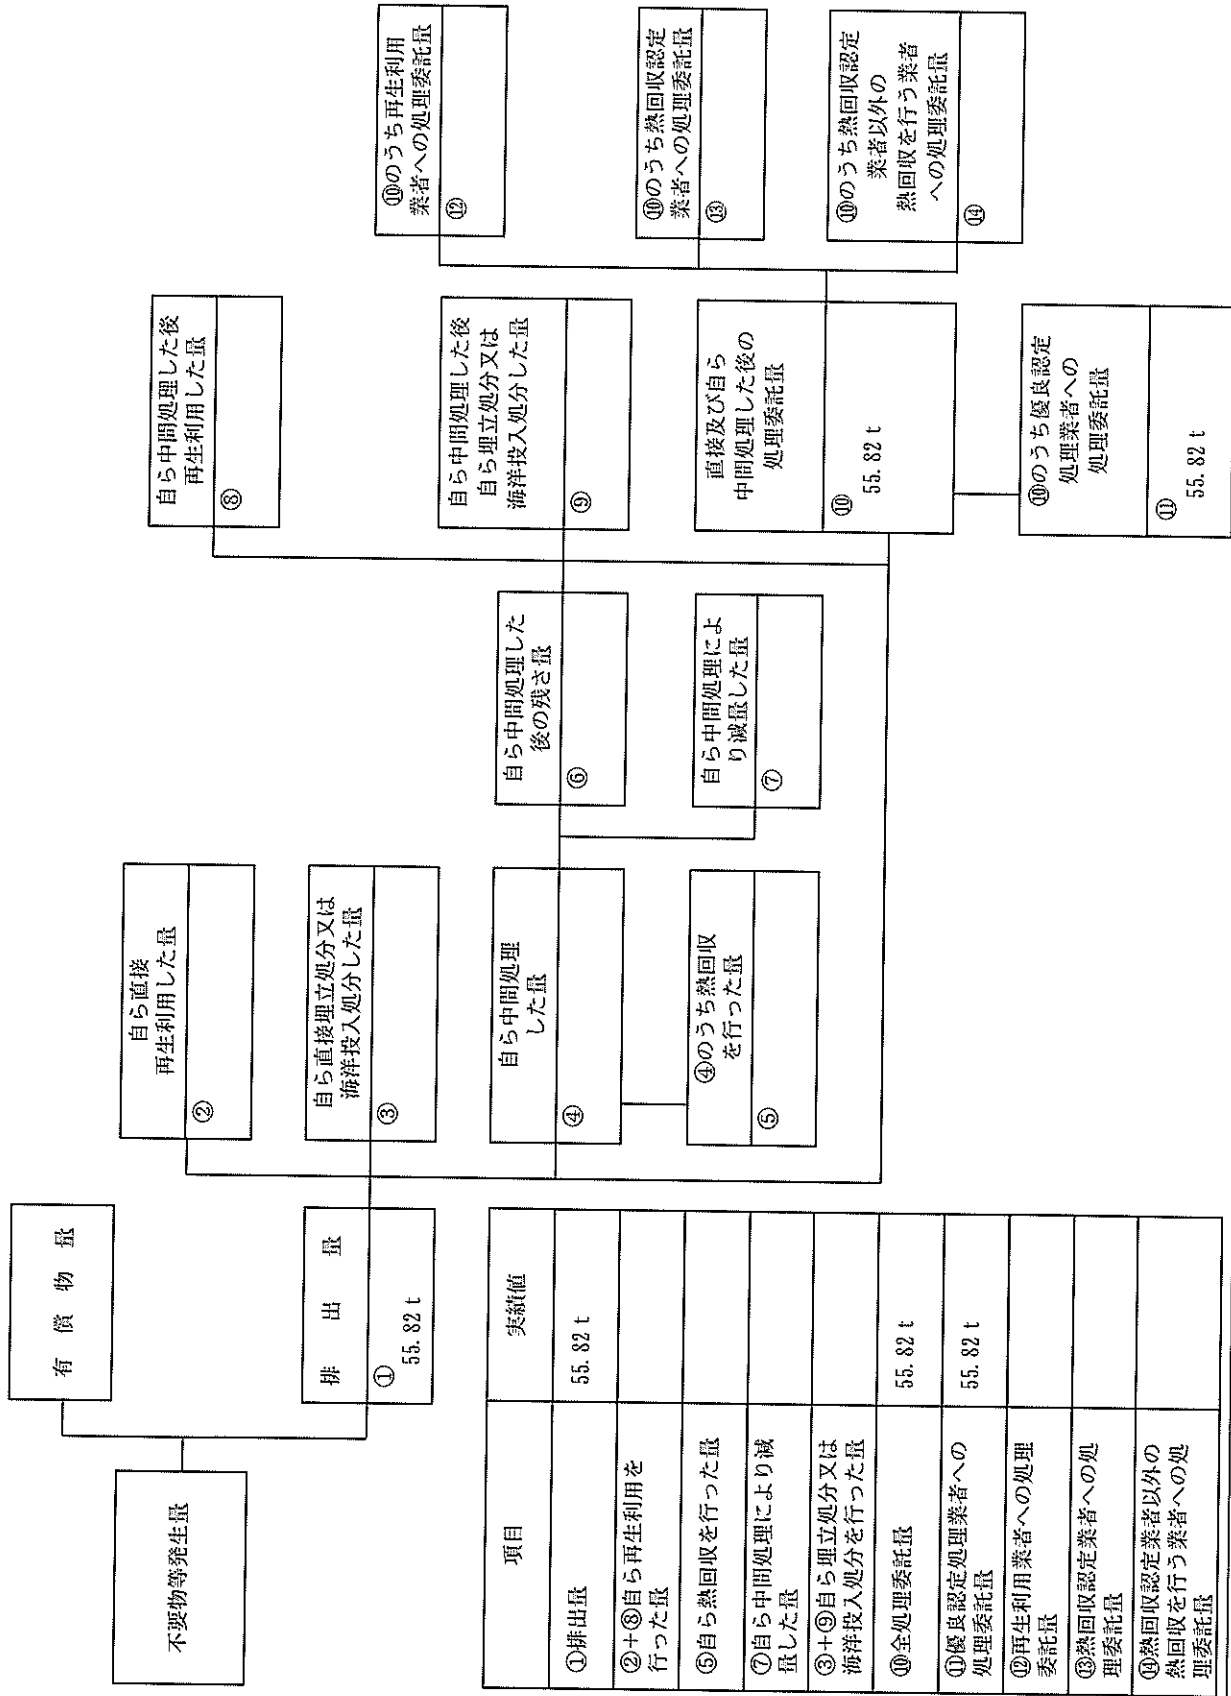 不要物等発生量
有償物量
排出量
①
55.82 t
自ら直接
再生利用した量
②
自ら直接埋立処分又は
海洋投入処分した量
③
自ら中間処理
した量
④
④のうち熱回収
を行った量
⑤
自ら中間処理した
後の残さ量
⑥
自ら中間処理によ
り減量した量
⑦
自ら中間処理した後
再生利用した量
⑧
自ら中間処理した後
自ら埋立処分又は
海洋投入処分した量
⑨
直接及び自ら
中間処理した後の
処理委託量
⑩
55.82 t
⑩のうち優良認定
処理業者への
処理委託量
⑪
55.82 t
⑩のうち再生利用
業者への処理委託量
⑫
⑩のうち熱回収認定
業者への処理委託量
⑬
⑩のうち熱回収認定
業者以外の
熱回収を行う業者
への処理委託量
⑭
項目 実績値
①排出量 55.82 t
②+⑧自ら再生利用を
行った量
⑤自ら熱回収を行った量
⑦自ら中間処理により減
量した量
③+⑨自ら埋立処分又は
海洋投入処分を行った量
⑩全処理委託量 55.82 t
⑪優良認定処理業者への
処理委託量 55.82 t
⑫再生利用業者への処理
委託量
⑬熱回収認定業者への処
理委託量
⑭熱回収認定業者以外の
熱回収を行う業者への処
理委託量